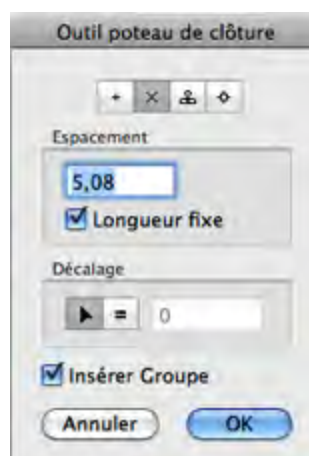 Outil poteau de clôture
Espacement
5,08
Longueur fixe
Décalage
=
0
Insérer Groupe
Annuler
OK